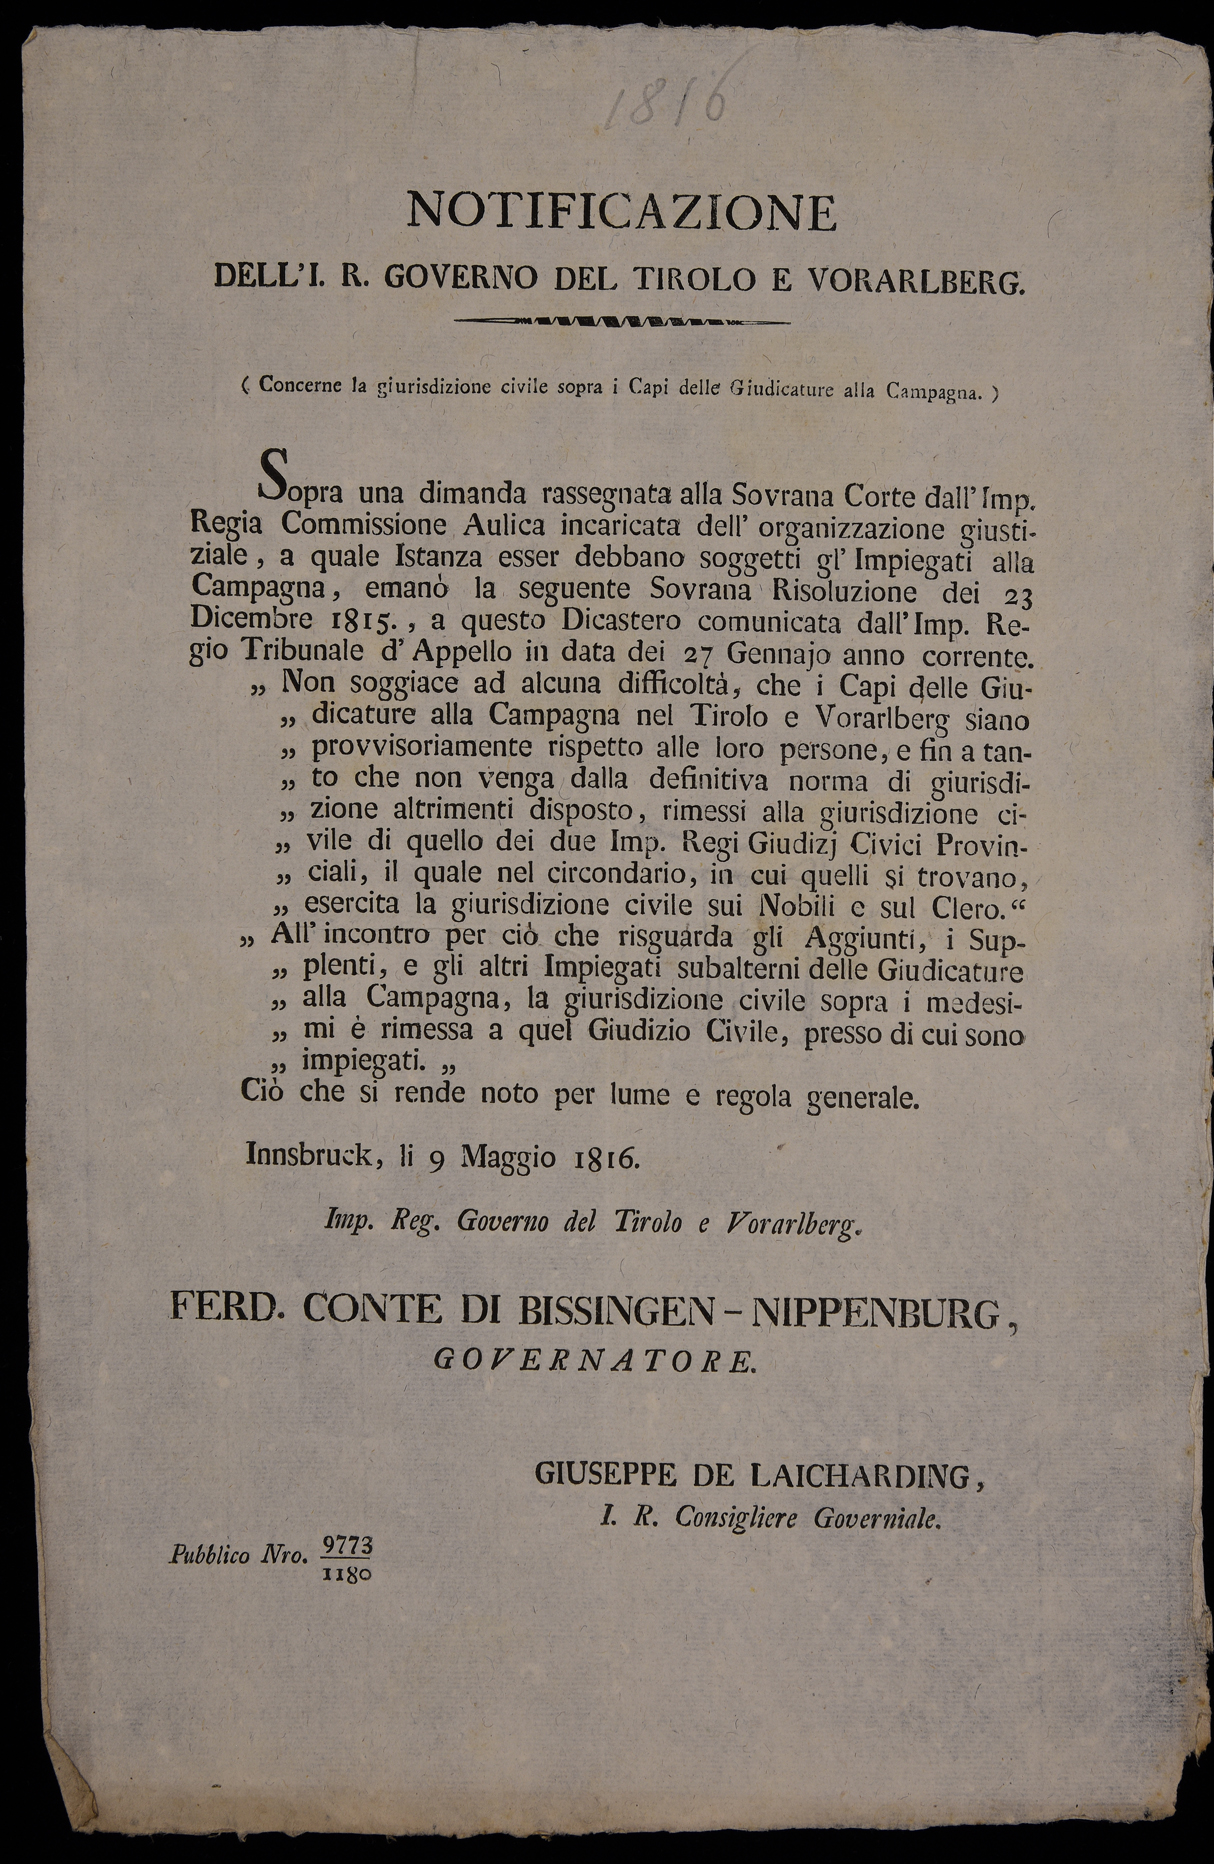 1816
NOTIFICAZIONE
DELL'I. R. GOVERNO DEL TIROLO E VORARLBERG.
( Concerne la giurisdizione civile sopra i Capi delle Giudicature alla Campagna. )
Sopra una dimanda rassegnata alla Sovrana Corte dall' Imp.
Regia Commissione Aulica incaricata dell' organizzazione giusti-
ziale, a quale Istanza esser debbano soggetti gl' Impiegati alla
Campagna, emanò la seguente Sovrana Risoluzione dei 23
Dicembre 1815., a questo Dicastero comunicata dall' Imp. Re-
gio Tribunale d' Appello in data dei 27 Gennajo anno corrente.
„ Non soggiace ad alcuna difficoltà, che i Capi delle Giu-
„ dicature alla Campagna nel Tirolo e Vorarlberg siano
„ provvisoriamente rispetto alle loro persone, e fin a tan-
„ to che non venga dalla definitiva norma di giurisdi-
„ zione altrimenti disposto, rimessi alla giurisdizione ci-
„ vile di quello dei due Imp. Regi Giudizj Civici Provin-
„ ciali, il quale nel circondario, in cui quelli si trovano,
„ esercita la giurisdizione civile sui Nobili e sul Clero.“
„ All' incontro per ciò che risguarda gli Aggiunti, i Sup-
„ plenti, e gli altri Impiegati subalterni delle Giudicature
„ alla Campagna, la giurisdizione civile sopra i medesi-
„ mi è rimessa a quel Giudizio Civile, presso di cui sono
„ impiegati. „
Ciò che si rende noto per lume e regola generale.
Innsbruck, li 9 Maggio 1816.
Imp. Reg. Governo del Tirolo e Vorarlberg.
FERD. CONTE DI BISSINGEN - NIPPENBURG,
GOVERNATORE.
GIUSEPPE DE LAICHARDING,
I. R. Consigliere Governiale.
Pubblico Nro. 9773
1180